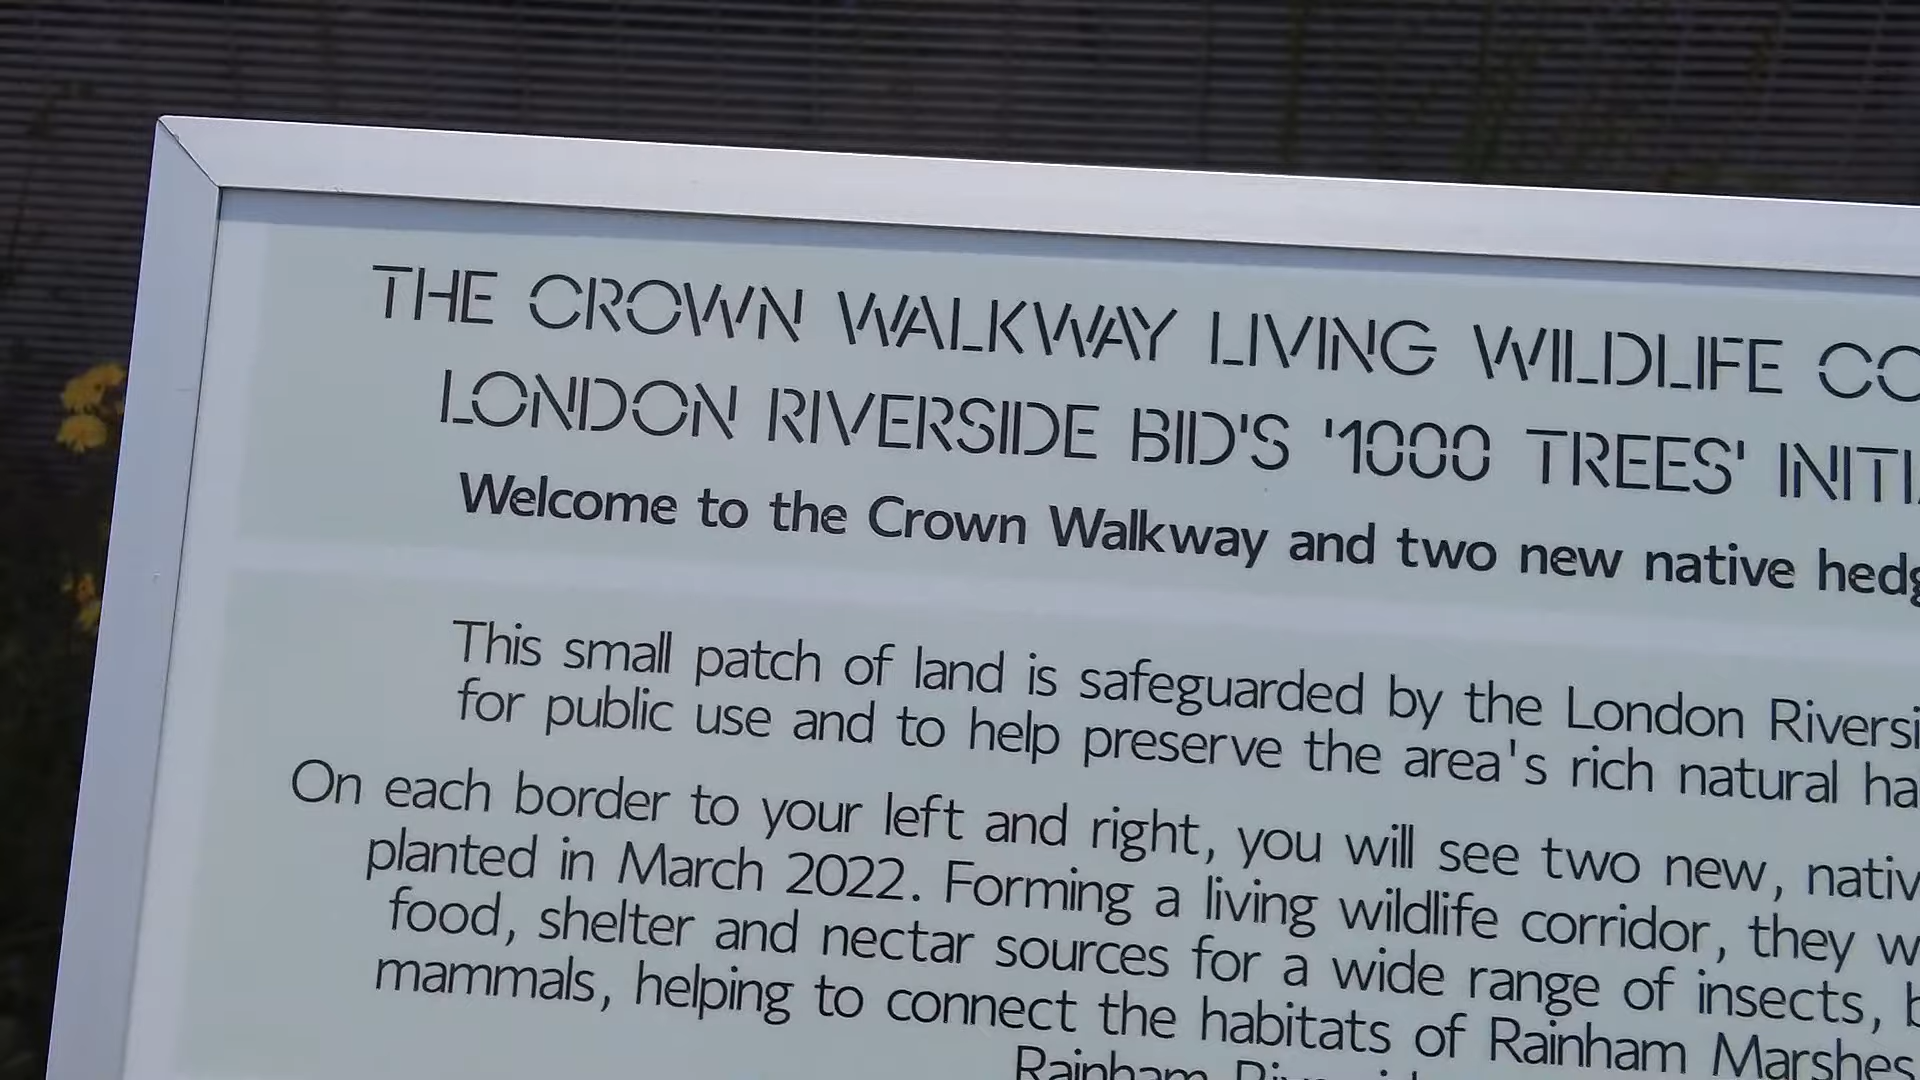 THE CROWN WALKWAY LIVING WILDLIFE CO
LONDON RIVERSIDE BID'S '1000 TREES' INITI
Welcome to the Crown Walkway and two new native hedg
This small patch of land is safeguarded by the London Riversi
for public use and to help preserve the area's rich natural ha
On each border to your left and right, you will see two new, nativ
planted in March 2022. Forming a living wildlife corridor, they w
food, shelter and nectar sources for a wide range of insects, b
mammals, helping to connect the habitats of Rainham Marshes
Rainham